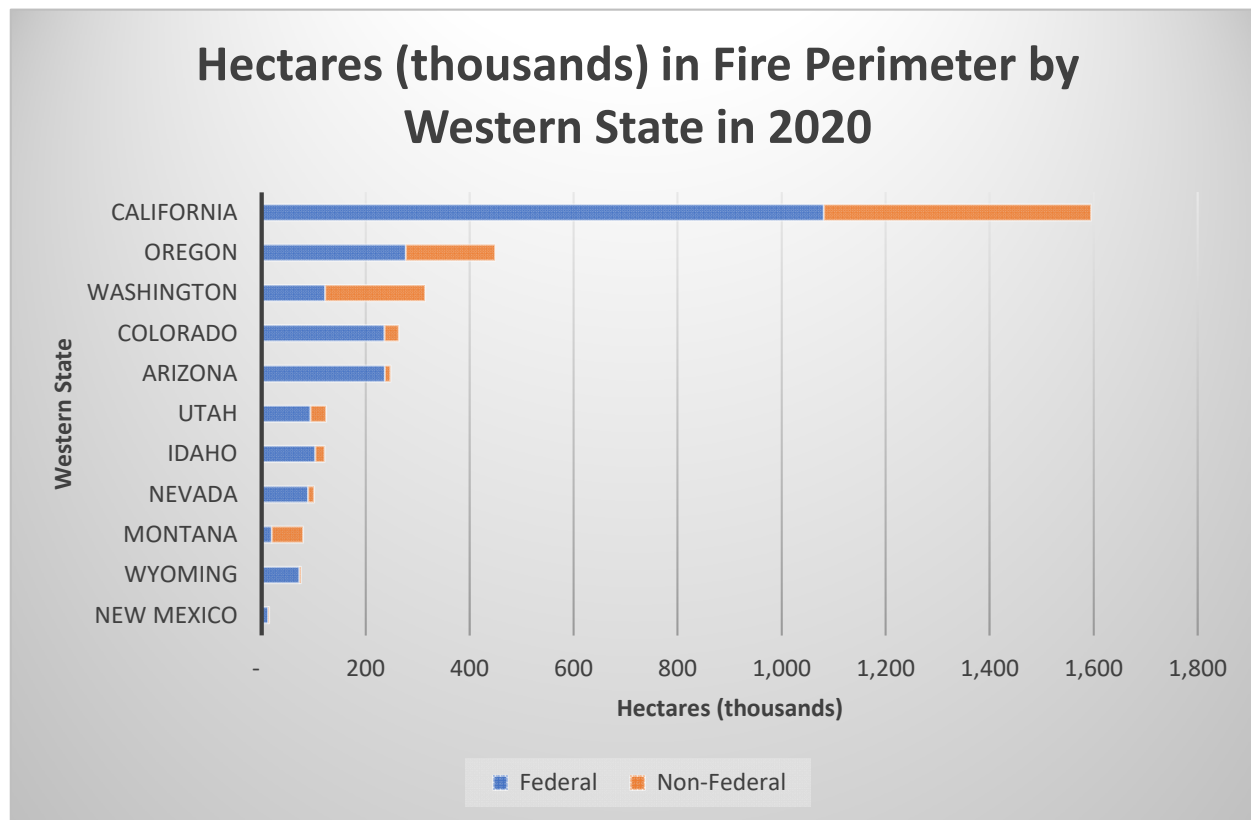 Hectares (thousands) in Fire Perimeter by
Western State in 2020
CALIFORNIA
OREGON
WASHINGTON
COLORADO
ARIZONA
UTAH
IDAHO
NEVADA
MONTANA
WYOMING
NEW MEXICO
Western State
- 200 400 600 800 1,000 1,200 1,400 1,600 1,800
Hectares (thousands)
Federal Non-Federal